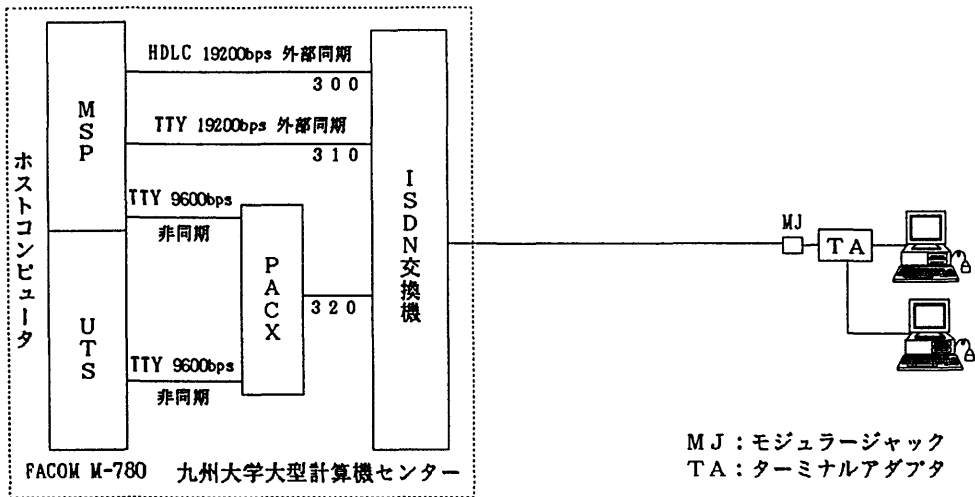 HDLC 19200bps 外部同期
300
TTY 19200bps 外部同期
310
MSP
ホストコンピュータ
TTY 9600bps
非同期
PACX
320
UTS
TTY 9600bps
非同期
ISDN交換機
MJ
TA
FACOM M-780 九州大学大型計算機センター
MJ:モジュラージャック
TA:ターミナルアダプタ